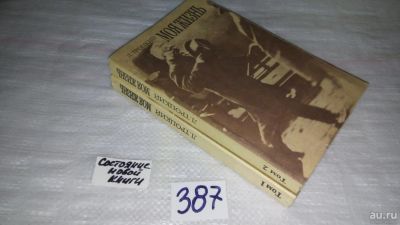 Л. ТРОЦКИЙ
МОЯ ЖИЗНЬ
Л. ТРОЦКИЙ МОЯ ЖИЗНЬ
Том 2
Л. ТРОЦКИЙ МОЯ ЖИЗНЬ
Том 1
Состояние
новой
книги
387
au.ru